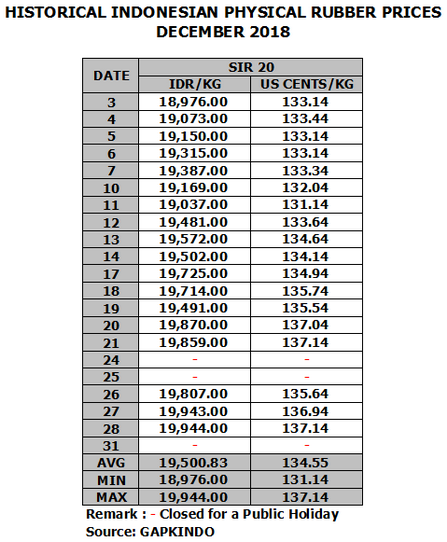 HISTORICAL INDONESIAN PHYSICAL RUBBER PRICES
DECEMBER 2018
DATE SIR 20
IDR/KG US CENTS/KG
3 18,976.00 133.14
4 19,073.00 133.44
5 19,150.00 133.14
6 19,315.00 133.14
7 19,387.00 133.34
10 19,169.00 132.04
11 19,037.00 131.14
12 19,481.00 133.64
13 19,572.00 134.64
14 19,502.00 134.14
17 19,725.00 134.94
18 19,714.00 135.74
19 19,491.00 135.54
20 19,870.00 137.04
21 19,859.00 137.14
24 - -
25 - -
26 19,807.00 135.64
27 19,943.00 136.94
28 19,944.00 137.14
31 - -
AVG 19,500.83 134.55
MIN 18,976.00 131.14
MAX 19,944.00 137.14
Remark : - Closed for a Public Holiday
Source: GAPKINDO